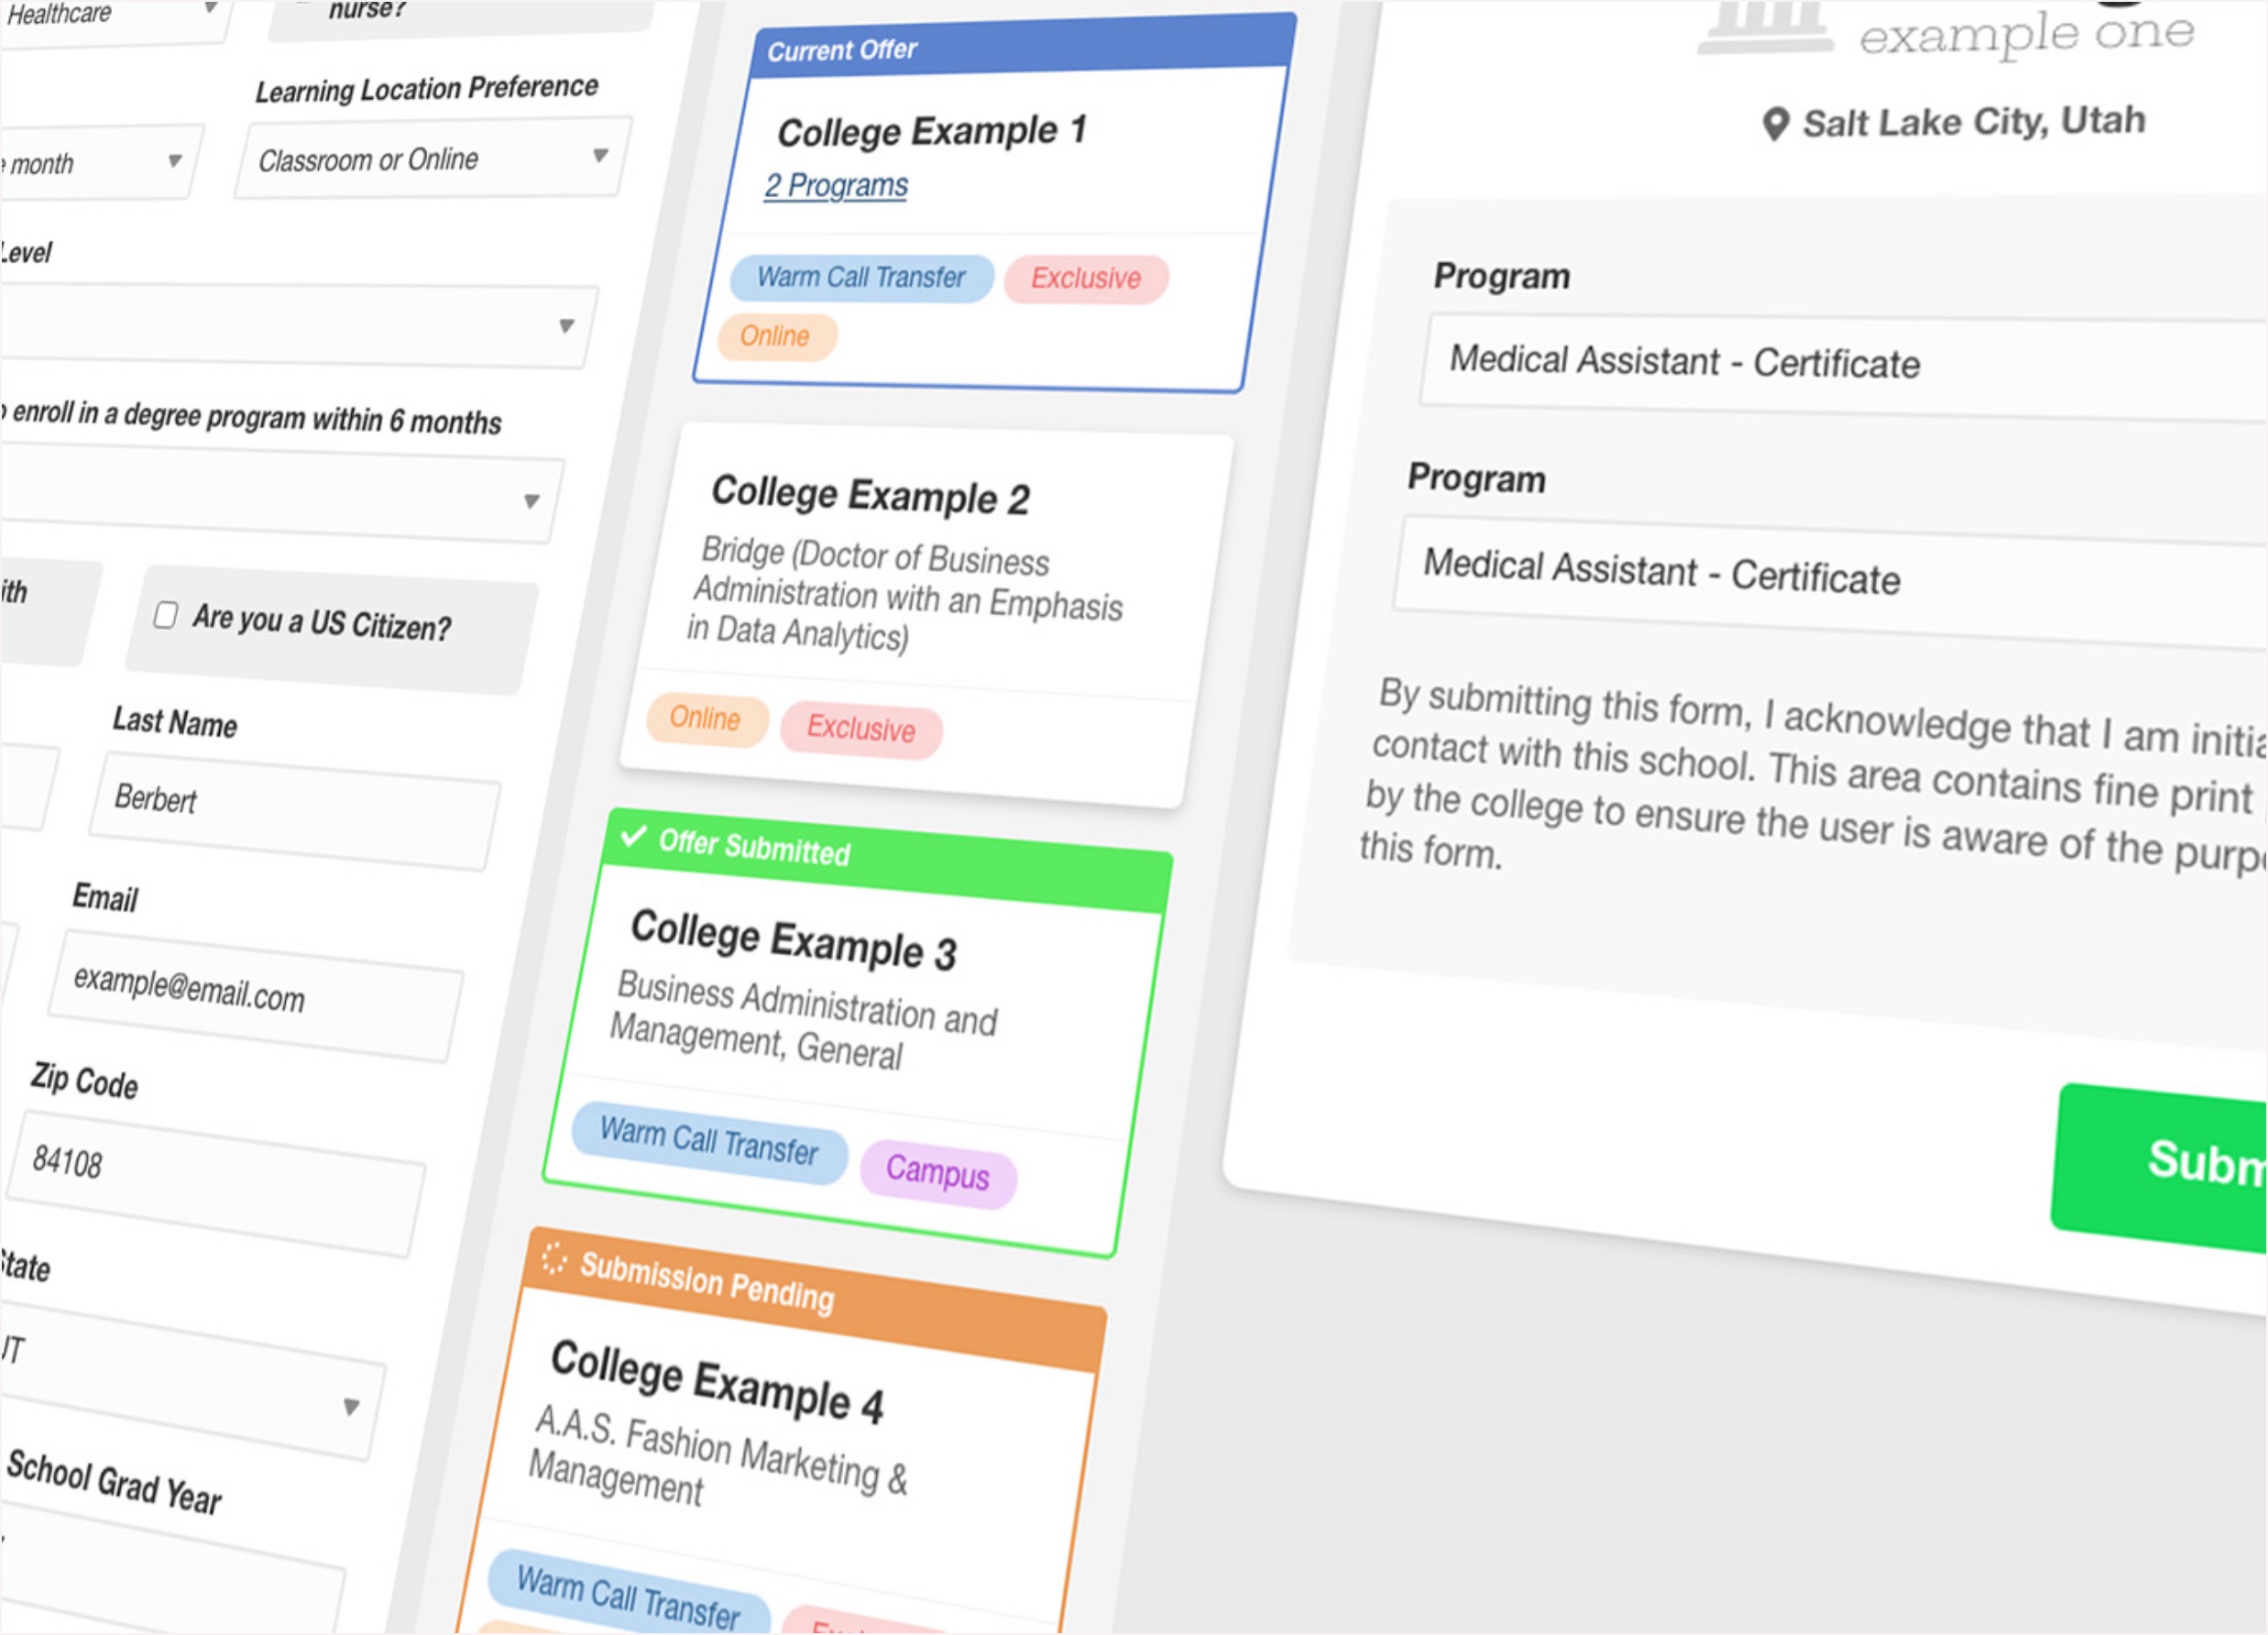 Healthcare
nurse?
Learning Location Preference
month
Classroom or Online
Level
enroll in a degree program within 6 months
Are you a US Citizen?
Last Name
Berbert
Email
example@email.com
Zip Code
84108
State
School Grad Year
Current Offer
College Example 1
2 Programs
Warm Call Transfer
Exclusive
Online
College Example 2
Bridge (Doctor of Business
Administration with an Emphasis
in Data Analytics)
Online
Exclusive
Offer Submitted
College Example 3
Business Administration and
Management, General
Warm Call Transfer
Campus
Submission Pending
College Example 4
A.A.S. Fashion Marketing &
Management
Warm Call Transfer
example one
Salt Lake City, Utah
Program
Medical Assistant - Certificate
Program
Medical Assistant - Certificate
By submitting this form, I acknowledge that I am
contact with this school. This area contains fine print
by the college to ensure the user is aware of the
this form.